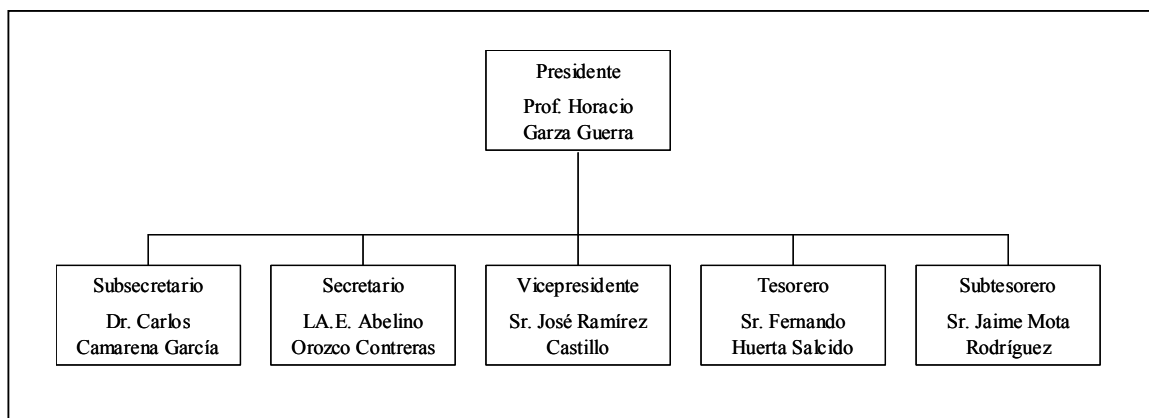 Presidente
Prof. Horacio
Garza Guerra
Subsecretario
Dr. Carlos
Camarena García
Secretario
L.A.E. Abelino
Orozco Contreras
Vicepresidente
Sr. José Ramírez
Castillo
Tesorero
Sr. Fernando
Huerta Salcido
Subtesorero
Sr. Jaime Mota
Rodríguez